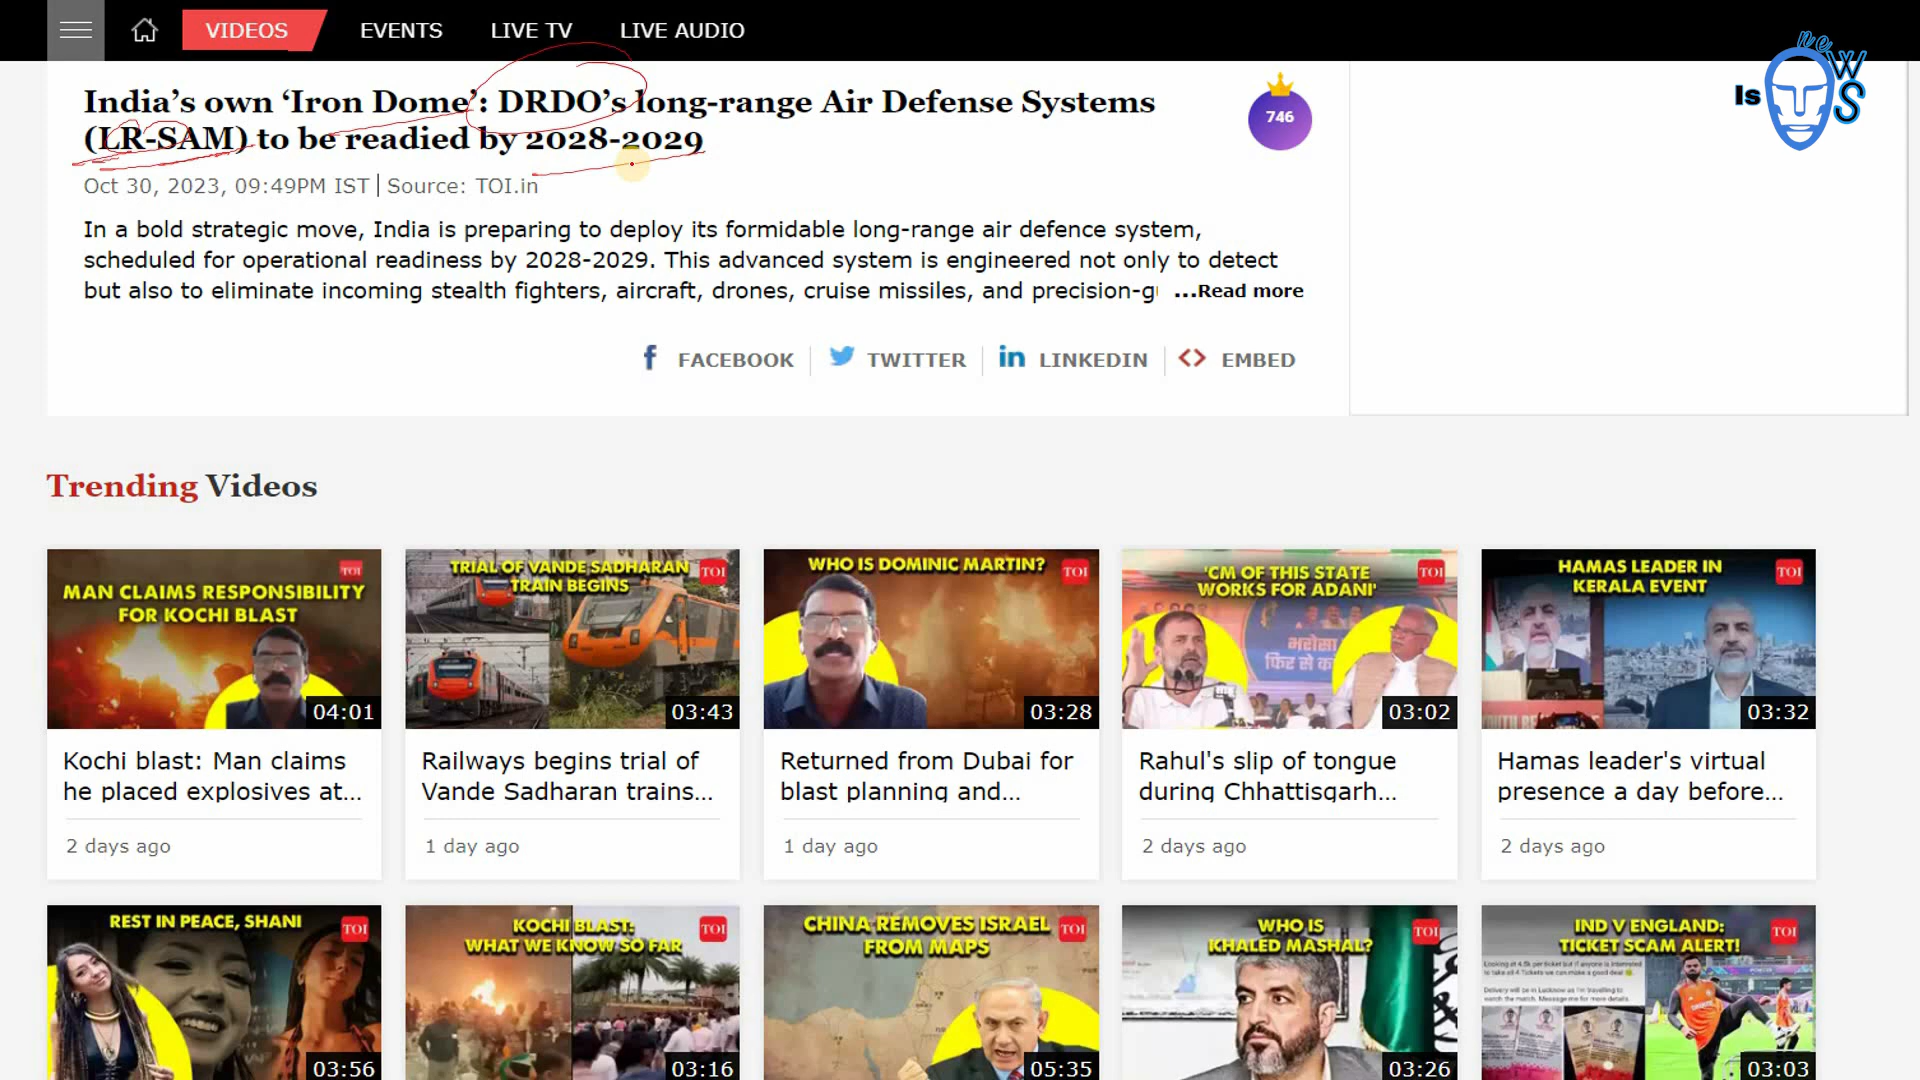 VIDEOS
EVENTS
LIVE TV
LIVE AUDIO
India's own 'Iron Dome': DRDO's long-range Air Defense Systems
(LR-SAM) to be readied by 2028-2029
746
Is
neWS
Oct 30, 2023, 09:49PM IST | Source: TOI.in
In a bold strategic move, India is preparing to deploy its formidable long-range air defence system,
scheduled for operational readiness by 2028-2029. This advanced system is engineered not only to detect
but also to eliminate incoming stealth fighters, aircraft, drones, cruise missiles, and precision-g ...Read more
FACEBOOK
TWITTER
LINKEDIN
EMBED
Trending Videos
TOI
MAN CLAIMS RESPONSIBILITY
FOR KOCHI BLAST
04:01
Kochi blast: Man claims
he placed explosives at...
2 days ago
TRIAL OF VANDE SADHARAN
TRAIN BEGINS
TOI
03:43
Railways begins trial of
Vande Sadharan trains...
1 day ago
WHO IS DOMINIC MARTIN?
TOI
03:28
Returned from Dubai for
blast planning and...
1 day ago
'CM OF THIS STATE
WORKS FOR ADANI'
TOI
भरोसा
फिर से
03:02
Rahul's slip of tongue
during Chhattisgarh...
2 days ago
HAMAS LEADER IN
KERALA EVENT
TOI
03:32
Hamas leader's virtual
presence a day before...
2 days ago
REST IN PEACE, SHANI
TOI
03:56
KOCHI BLAST:
WHAT WE KNOW SO FAR
TOI
03:16
CHINA REMOVES ISRAEL
FROM MAPS
TOI
05:35
WHO IS
KHALED MASHAL?
TOI
03:26
IND V ENGLAND:
TICKET SCAM ALERT!
TOI
03:03